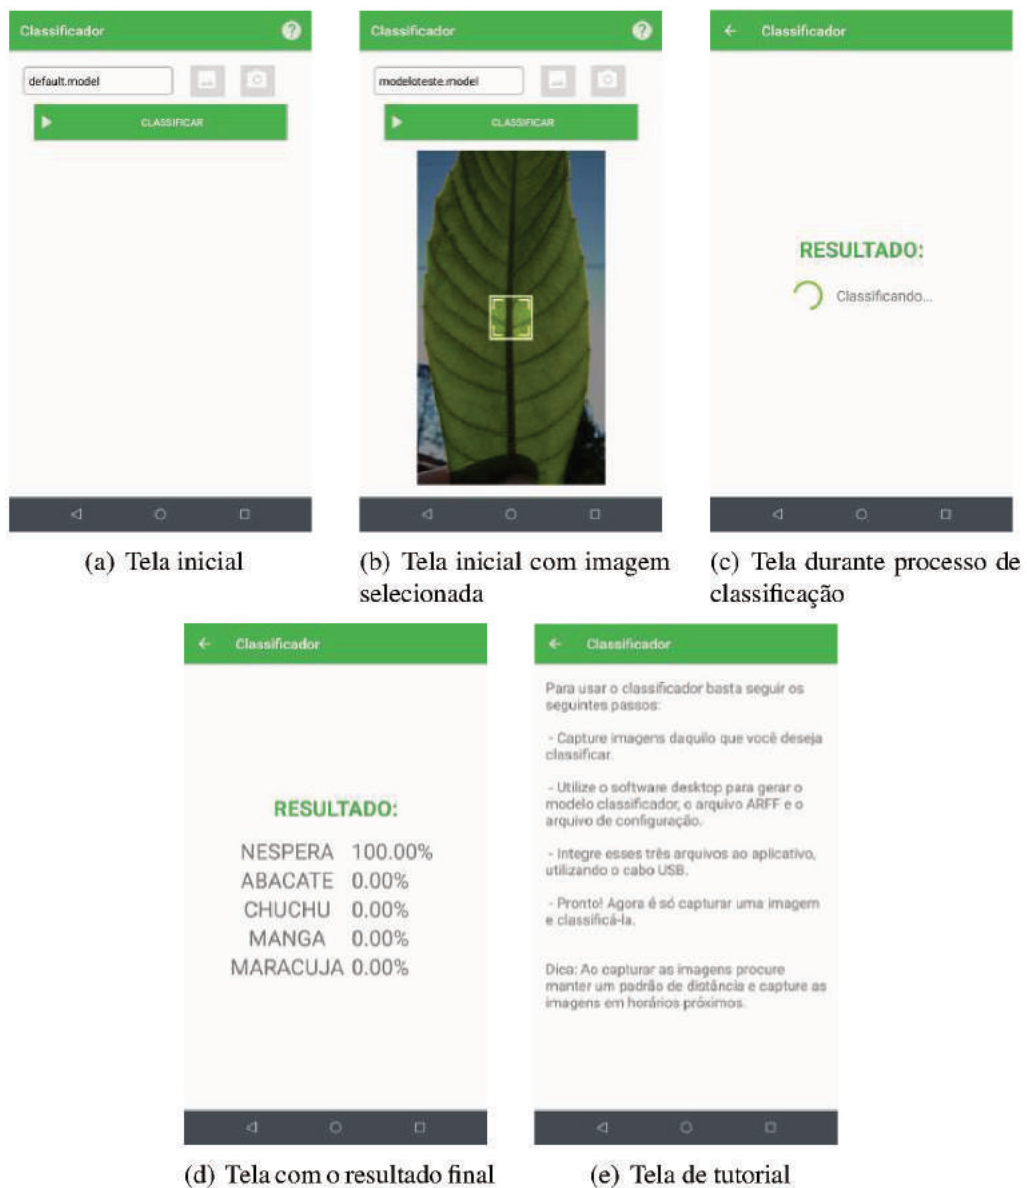 Classificador
default.model
CLASSIFICAR
(a) Tela inicial
Classificador
modeloteste.model
CLASSIFICAR
(b) Tela inicial com imagem
selecionada
Classificador
RESULTADO:
Classificando...
(c) Tela durante processo de
classificação
Classificador
RESULTADO:
NESPERA 100.00%
ABACATE 0.00%
CHUCHU 0.00%
MANGA 0.00%
MARACUJA 0.00%
(d) Tela com o resultado final
Classificador
Para usar o classificador basta seguir os
seguintes passos:
- Capture imagens daquilo que você deseja
classificar.
- Utilize o software desktop para gerar o
modelo classificador, o arquivo ARFF e o
arquivo de configuração.
- Integre esses três arquivos ao aplicativo,
utilizando o cabo USB.
- Pronto! Agora é só capturar uma imagem
e classificá-la.
Dica: Ao capturar as imagens procure
manter um padrão de distância e capture as
imagens em horários próximos.
(e) Tela de tutorial